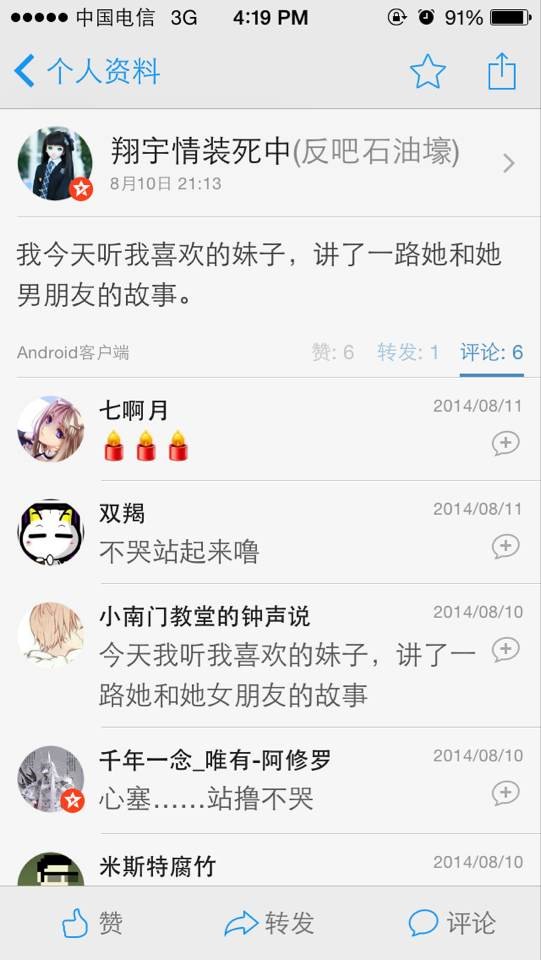 中国电信 3G 4:19 PM 91%
个人资料
翔宇情装死中(反吧石油壕)
8月10日 21:13
我今天听我喜欢的妹子，讲了一路她和她
男朋友的故事。
Android客户端 赞: 6 转发: 1 评论: 6
七啊月 2014/08/11
双羯 2014/08/11
不哭站起来噜
小南门教堂的钟声说 2014/08/10
今天我听我喜欢的妹子，讲了一
路她和她女朋友的故事
千年一念_唯有-阿修罗 2014/08/10
心塞……站撸不哭
米斯特腐竹 2014/08/10
赞 转发 评论